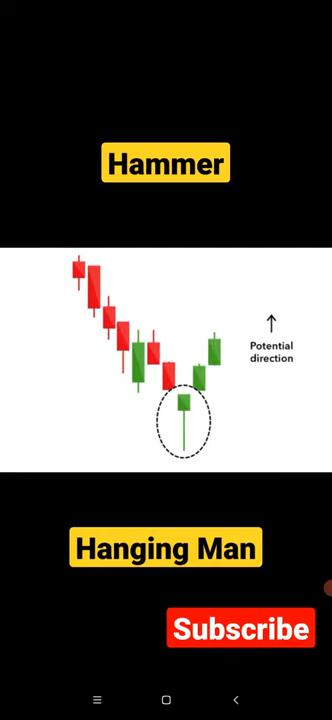 Hammer
Potential
direction
Hanging Man
Subscribe